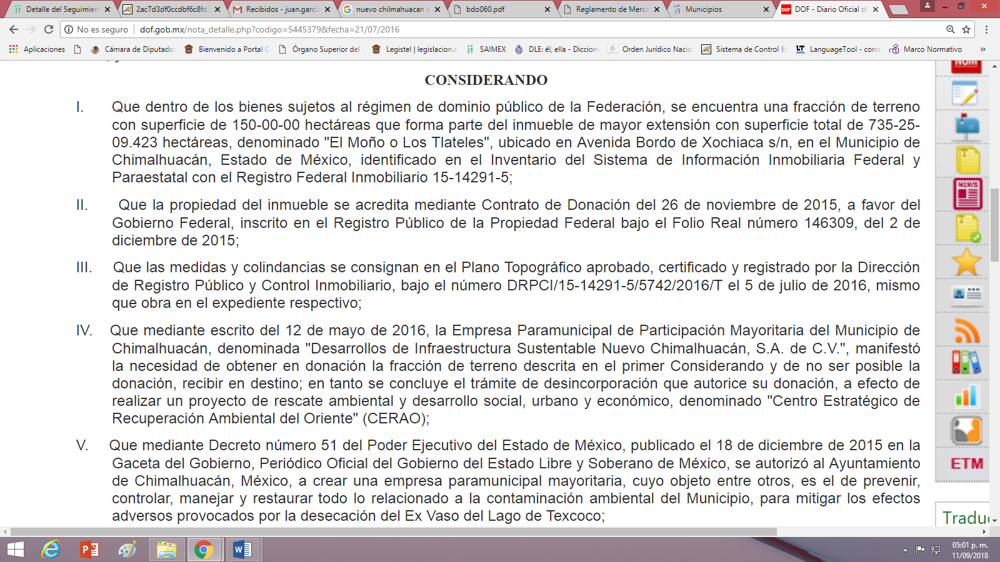 Detalle del Seguimien
2ac7d3df0ccdbf6c8fd
Recibidos - juan.garcia
nuevo chilmahuacan a
bdo060.pdf
Reglamento de Merca
Municipios
DOF - Diario Oficial de
No es seguro | dof.gob.mx/nota_detalle.php?codigo=5445379&fecha=21/07/2016
Aplicaciones
Cámara de Diputados
Bienvenido a Portal C
Órgano Superior del
Legistel | legislacion.e
SAIMEX
DLE: él, ella - Diccion
Orden Jurídico Nacio
Sistema de Control E
LanguageTool - corre
Marco Normativo
»
CONSIDERANDO
I. Que dentro de los bienes sujetos al régimen de dominio público de la Federación, se encuentra una fracción de terreno
con superficie de 150-00-00 hectáreas que forma parte del inmueble de mayor extensión con superficie total de 735-25-
09.423 hectáreas, denominado "El Moño o Los Tlateles", ubicado en Avenida Bordo de Xochiaca s/n, en el Municipio de
Chimalhuacán, Estado de México, identificado en el Inventario del Sistema de Información Inmobiliaria Federal y
Paraestatal con el Registro Federal Inmobiliario 15-14291-5;
II. Que la propiedad del inmueble se acredita mediante Contrato de Donación del 26 de noviembre de 2015, a favor del
Gobierno Federal, inscrito en el Registro Público de la Propiedad Federal bajo el Folio Real número 146309, del 2 de
diciembre de 2015;
III. Que las medidas y colindancias se consignan en el Plano Topográfico aprobado, certificado y registrado por la Dirección
de Registro Público y Control Inmobiliario, bajo el número DRPCI/15-14291-5/5742/2016/T el 5 de julio de 2016, mismo
que obra en el expediente respectivo;
IV. Que mediante escrito del 12 de mayo de 2016, la Empresa Paramunicipal de Participación Mayoritaria del Municipio de
Chimalhuacán, denominada "Desarrollos de Infraestructura Sustentable Nuevo Chimalhuacán, S.A. de C.V.", manifestó
la necesidad de obtener en donación la fracción de terreno descrita en el primer Considerando y de no ser posible la
donación, recibir en destino; en tanto se concluye el trámite de desincorporación que autorice su donación, a efecto de
realizar un proyecto de rescate ambiental y desarrollo social, urbano y económico, denominado "Centro Estratégico de
Recuperación Ambiental del Oriente" (CERAO);
V. Que mediante Decreto número 51 del Poder Ejecutivo del Estado de México, publicado el 18 de diciembre de 2015 en la
Gaceta del Gobierno, Periódico Oficial del Gobierno del Estado Libre y Soberano de México, se autorizó al Ayuntamiento
de Chimalhuacán, México, a crear una empresa paramunicipal mayoritaria, cuyo objeto entre otros, es el de prevenir,
controlar, manejar y restaurar todo lo relacionado a la contaminación ambiental del Municipio, para mitigar los efectos
adversos provocados por la desecación del Ex Vaso del Lago de Texcoco;
NEWS
ETM
Traduc
05:01 p. m.
11/09/2018